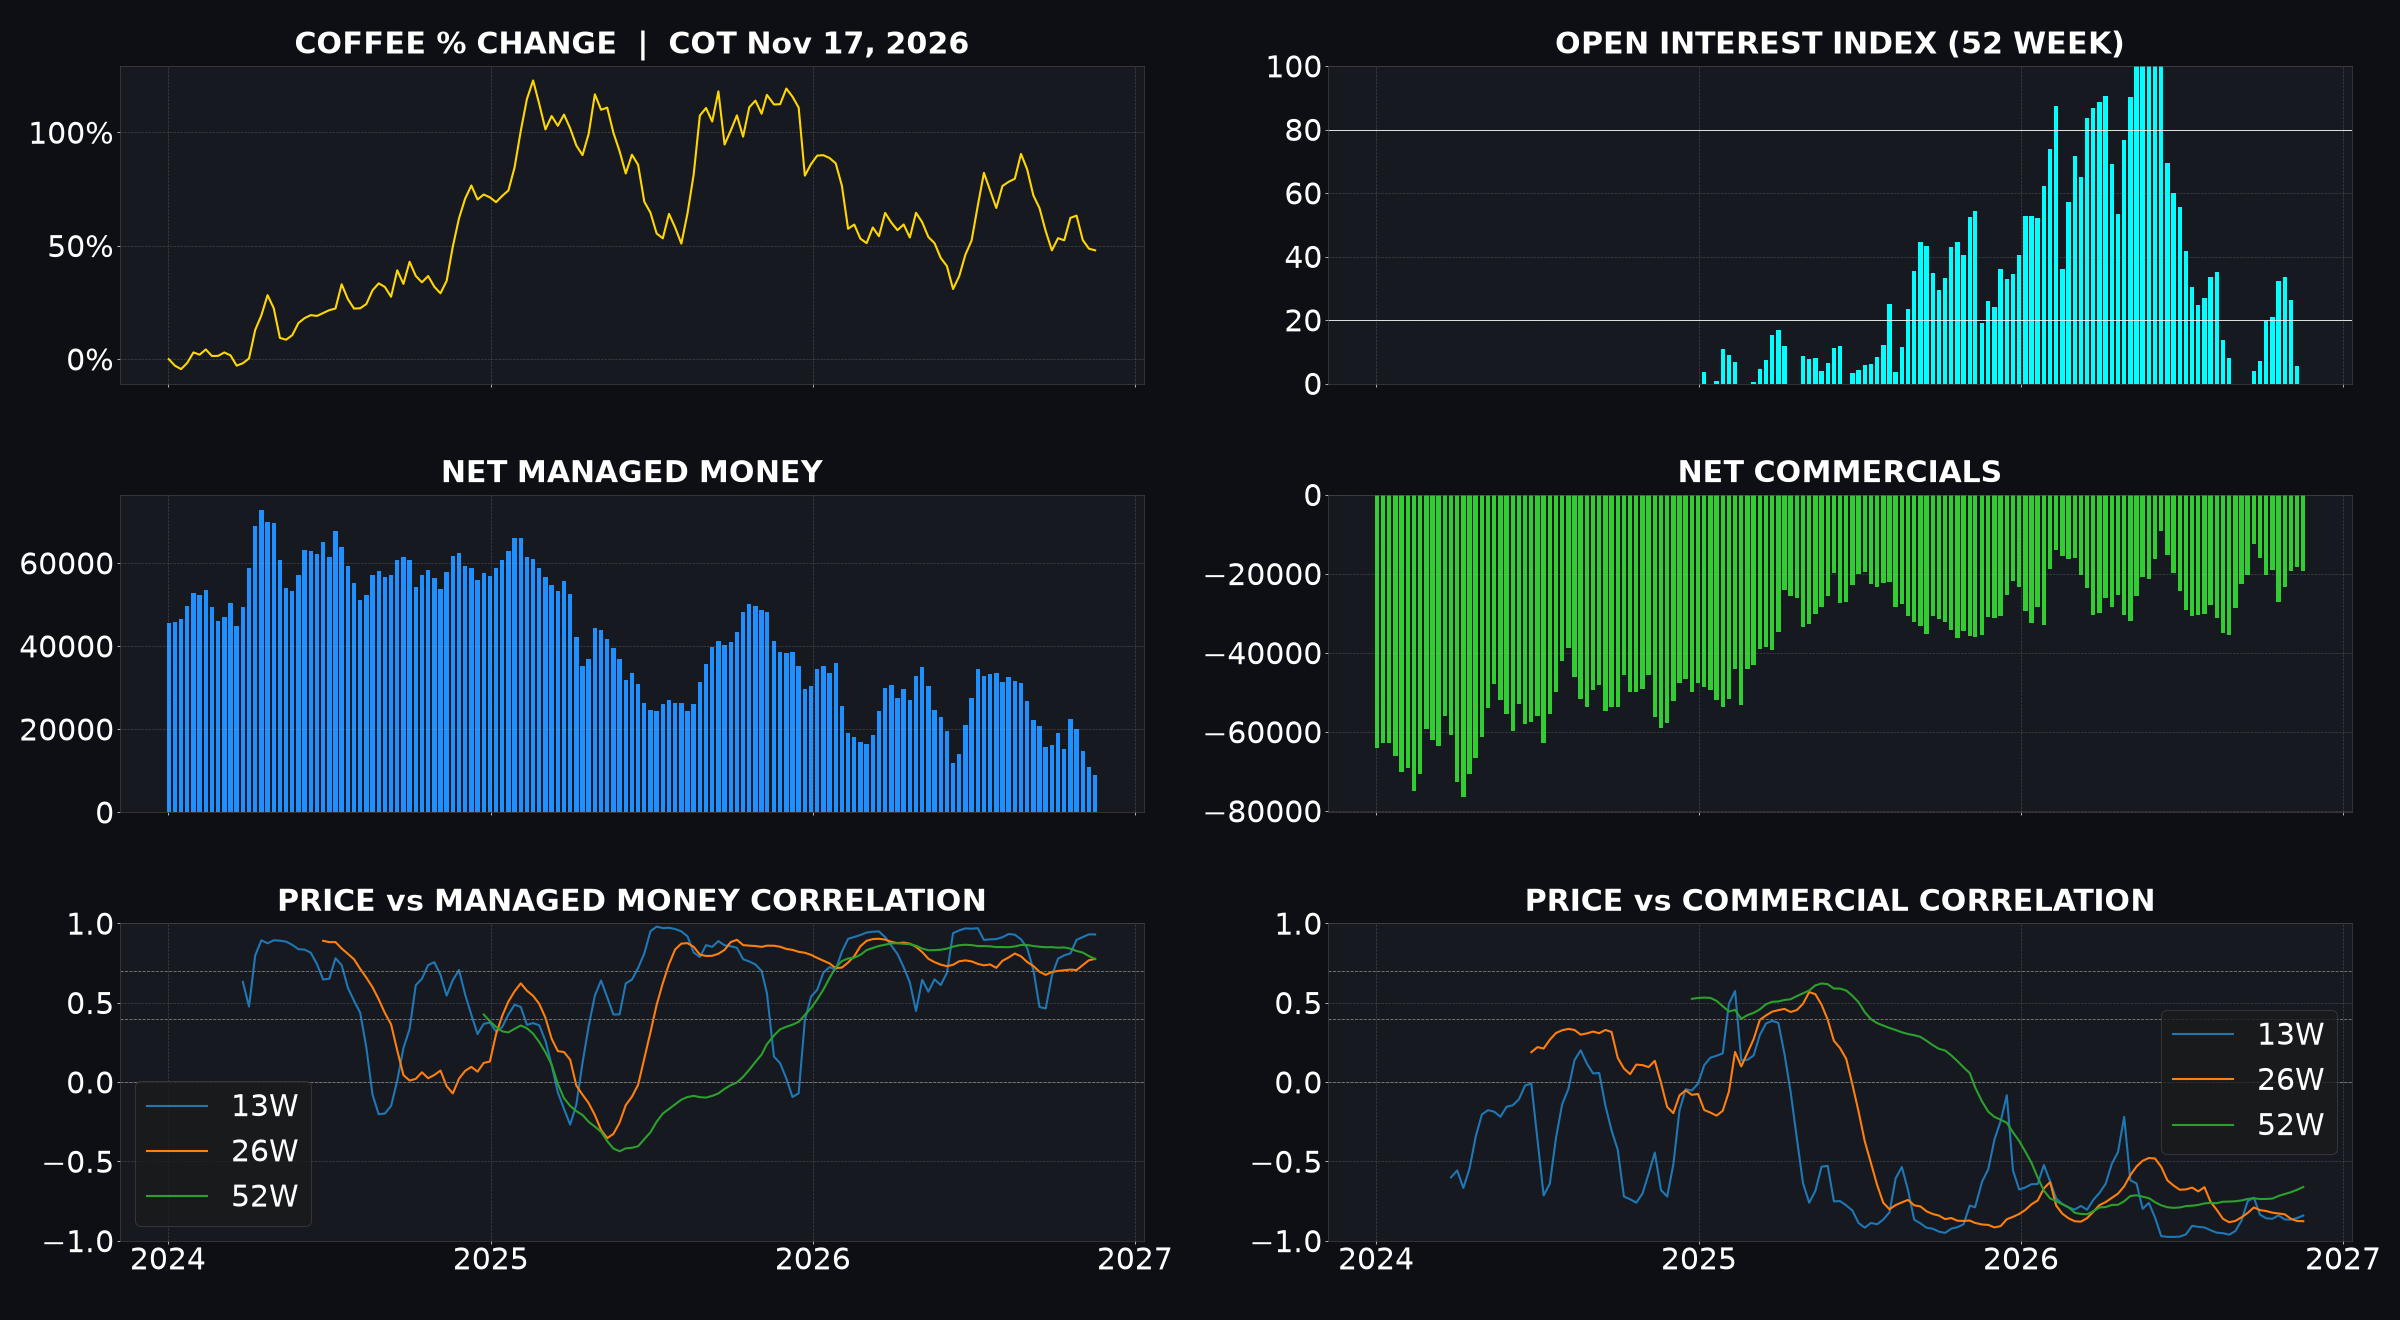 COFFEE % CHANGE | COT Nov 17, 2026
100%
50%
0%
OPEN INTEREST INDEX (52 WEEK)
100
80
60
40
20
0
NET MANAGED MONEY
60000
40000
20000
0
NET COMMERCIALS
0
−20000
−40000
−60000
−80000
PRICE vs MANAGED MONEY CORRELATION
1.0
0.5
0.0
−0.5
−1.0
13W
26W
52W
2024 2025 2026 2027
PRICE vs COMMERCIAL CORRELATION
1.0
0.5
0.0
−0.5
−1.0
13W
26W
52W
2024 2025 2026 2027